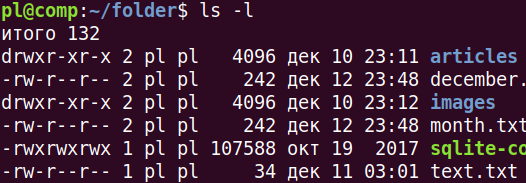 pl@comp:~/folder$ ls -l
итого 132
drwxr-xr-x 2 pl pl   4096 дек 10 23:11 articles
-rw-r--r-- 2 pl pl    242 дек 12 23:48 december.
drwxr-xr-x 2 pl pl   4096 дек 10 23:12 images
-rw-r--r-- 2 pl pl    242 дек 12 23:48 month.txt
-rwxrwxrwx 1 pl pl 107588 окт 19  2017 sqlite-co
-rw-r--r-- 1 pl pl     34 дек 11 03:01 text.txt